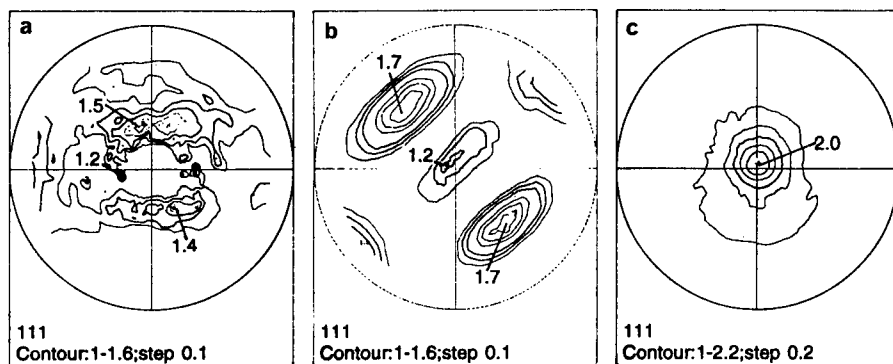 a
1.5
1.2
1.4
111
Contour:1-1.6;step 0.1
b
1.7
1.2
1.7
111
Contour:1-1.6;step 0.1
c
2.0
111
Contour:1-2.2;step 0.2